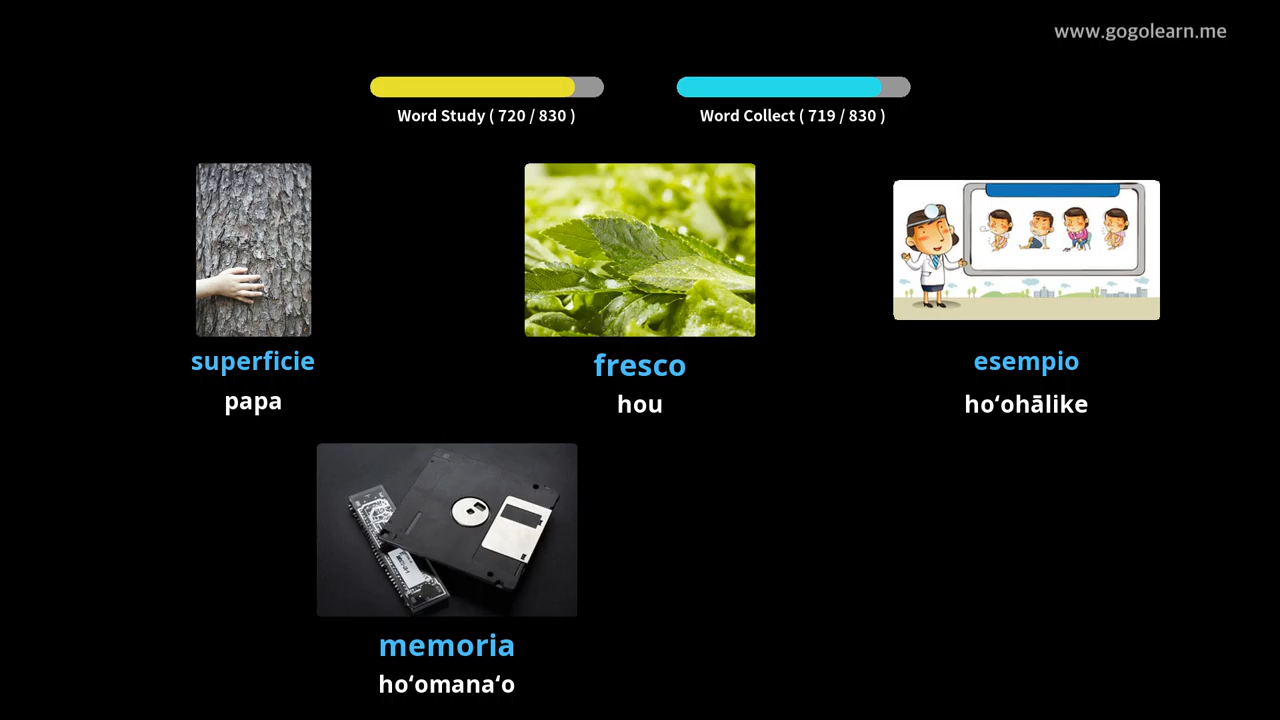 www.gogolearn.me
Word Study ( 720 / 830 )
Word Collect ( 719 / 830 )
superficie
papa
fresco
hou
esempio
hoʻohālike
memoria
hoʻomanaʻo